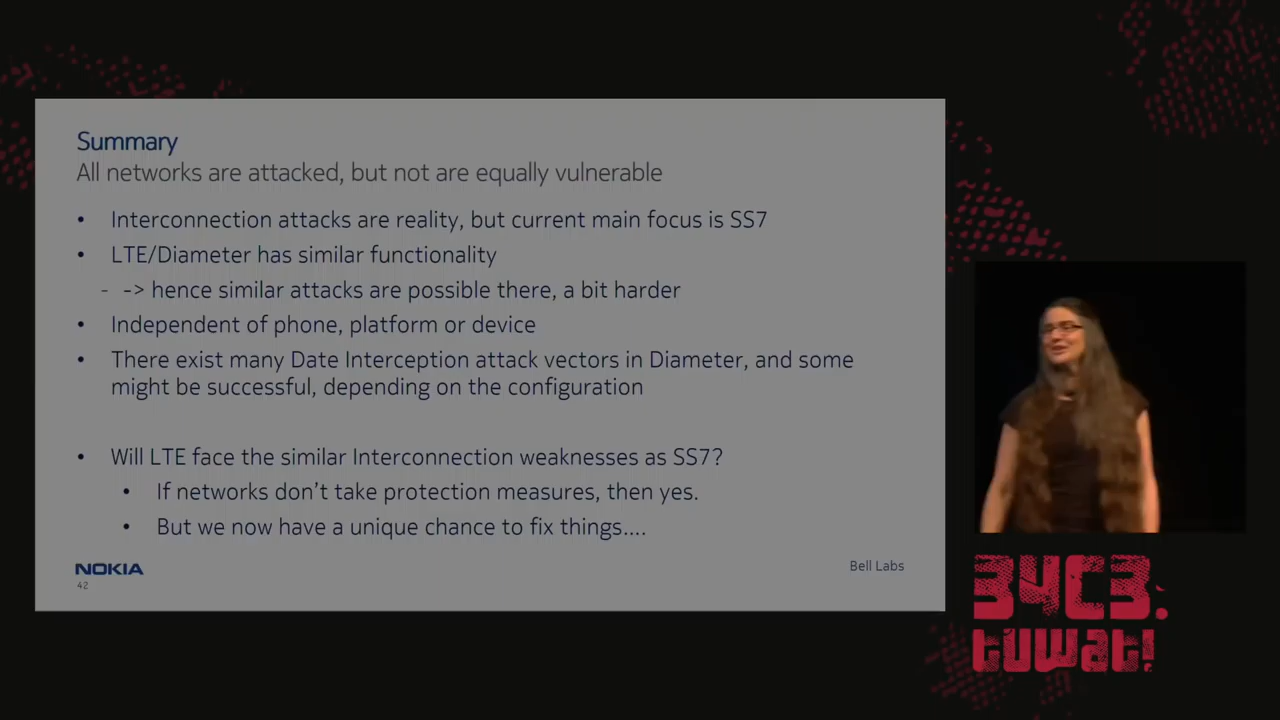 Summary
All networks are attacked, but not are equally vulnerable
• Interconnection attacks are reality, but current main focus is SS7
• LTE/Diameter has similar functionality
- -> hence similar attacks are possible there, a bit harder
• Independent of phone, platform or device
• There exist many Date Interception attack vectors in Diameter, and some
might be successful, depending on the configuration
• Will LTE face the similar Interconnection weaknesses as SS7?
• If networks don't take protection measures, then yes.
• But we now have a unique chance to fix things....
NOKIA
42
Bell Labs
34C3.
tuwat!